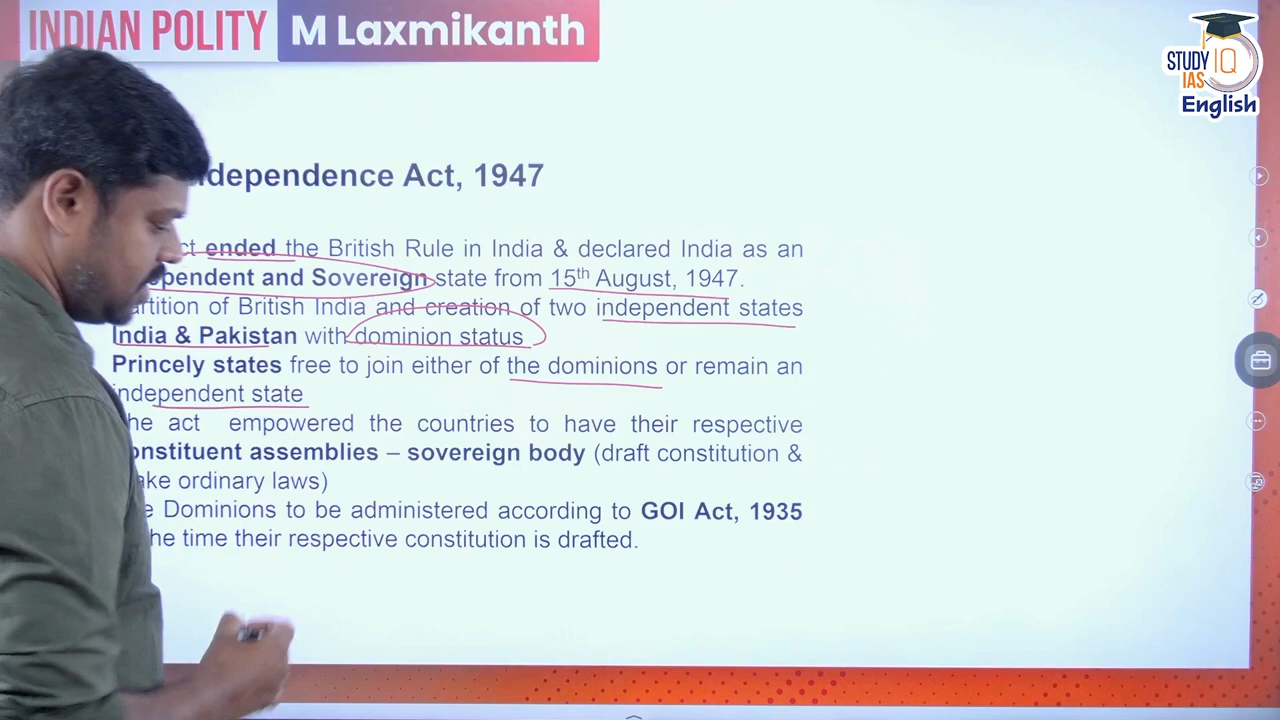 INDIAN POLITY M Laxmikanth
STUDY IQ
IAS
English
dependence Act, 1947
ct ended the British Rule in India & declared India as an
pendent and Sovereign state from 15th August, 1947.
artition of British India and creation of two independent states
India & Pakistan with dominion status
Princely states free to join either of the dominions or remain an
independent state
he act empowered the countries to have their respective
onstituent assemblies – sovereign body (draft constitution &
ake ordinary laws)
e Dominions to be administered according to GOI Act, 1935
he time their respective constitution is drafted.